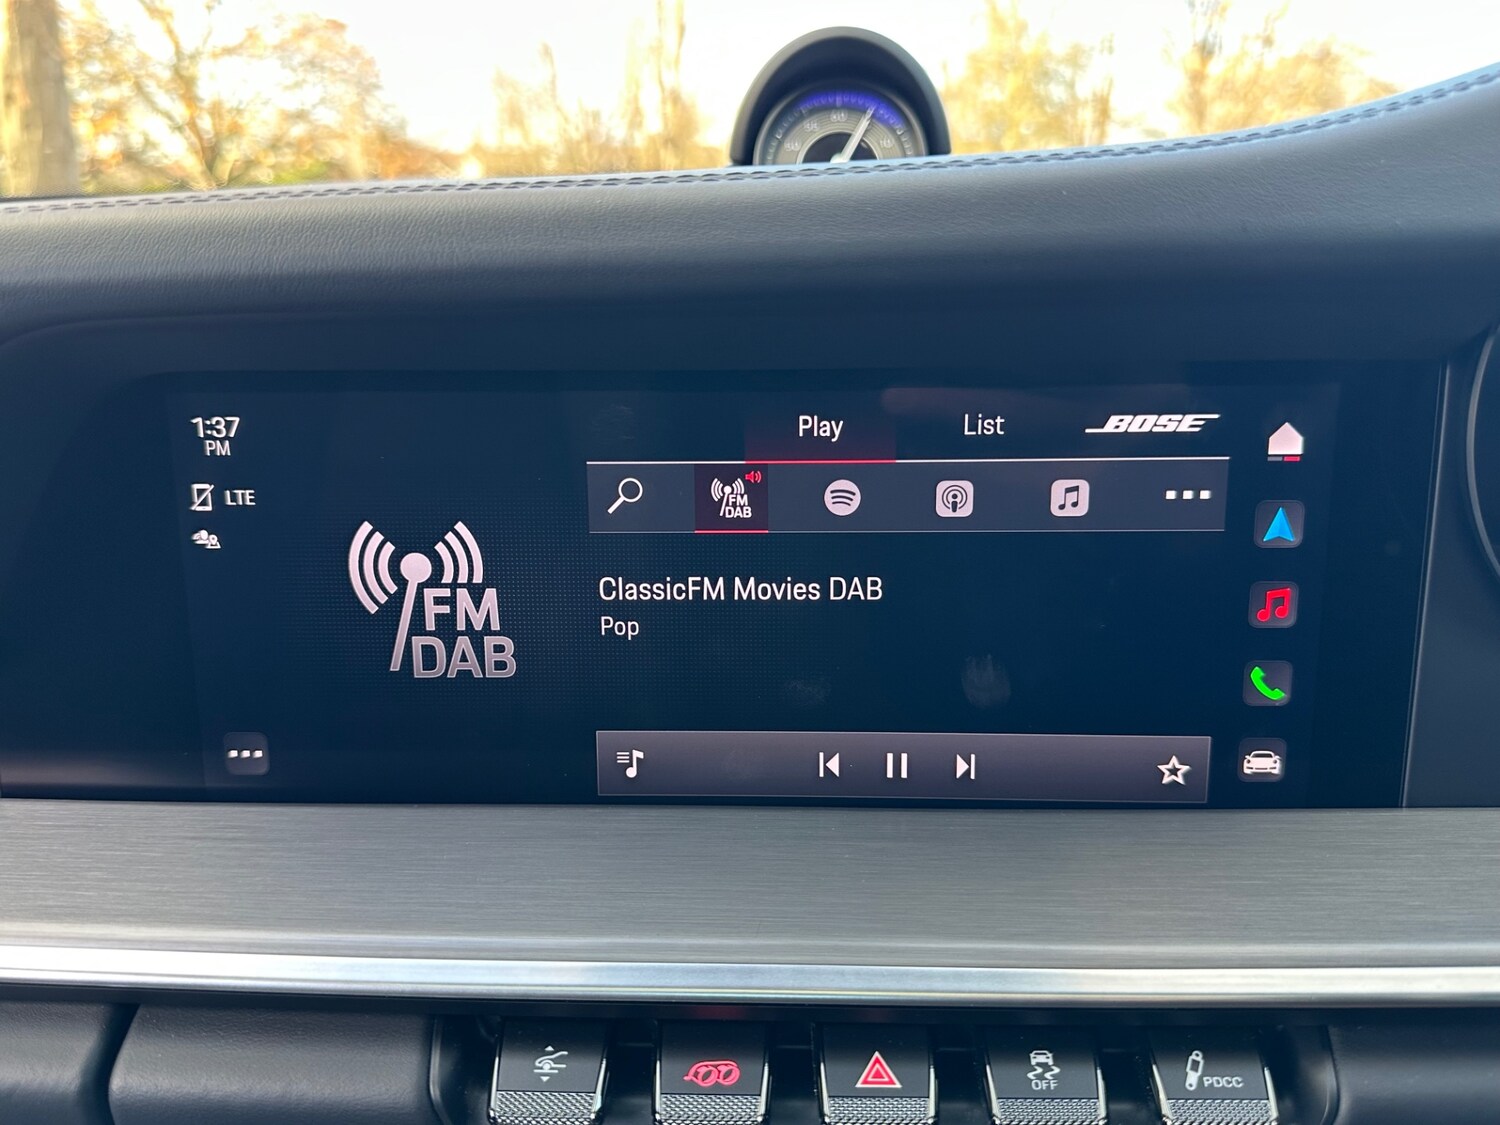 1:37
PM
LTE
Play
List
BOSE
FM
DAB
ClassicFM Movies DAB
Pop
FM
DAB
OFF
PDCC